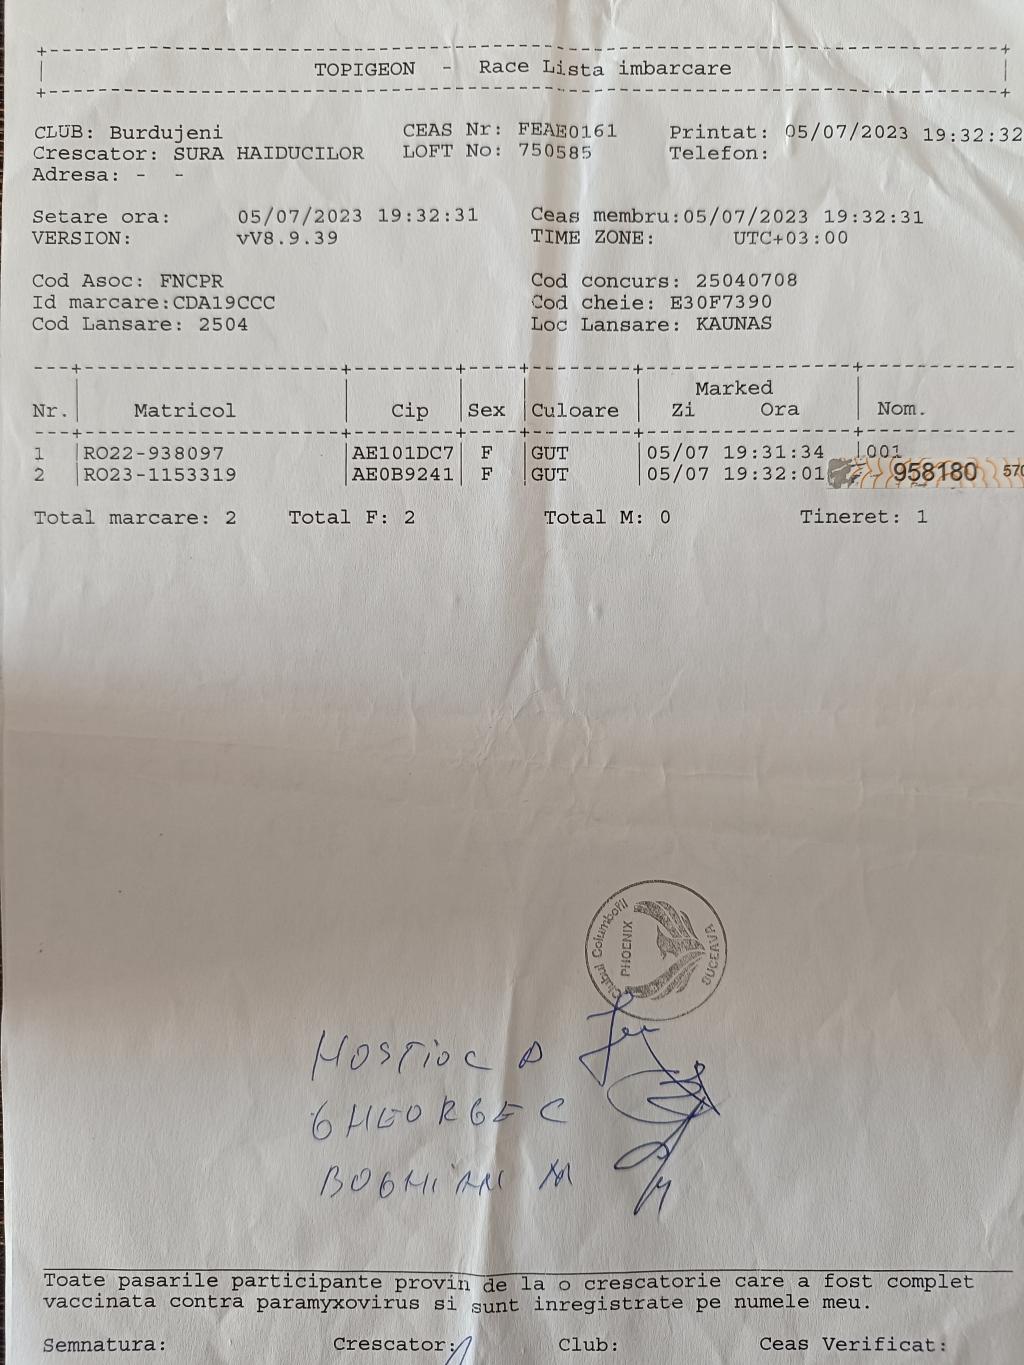 TOPIGEON - Race Lista imbarcare
CLUB: Burdujeni CEAS Nr: FEAE0161 Printat: 05/07/2023 19:32:32
Crescator: SURA HAIDUCILOR LOFT No: 750585 Telefon:
Adresa: - -
Setare ora: 05/07/2023 19:32:31 Ceas membru:05/07/2023 19:32:31
VERSION: vV8.9.39 TIME ZONE: UTC+03:00
Cod Asoc: FNCPR Cod concurs: 25040708
Id marcare:CDA19CCC Cod cheie: E30F7390
Cod Lansare: 2504 Loc Lansare: KAUNAS
Marked
Nr. Matricol Cip Sex Culoare Zi Ora Nom.
1 RO22-938097 AE101DC7 F GUT 05/07 19:31:34 001
2 RO23-1153319 AE0B9241 F GUT 05/07 19:32:01 958180 570
Total marcare: 2 Total F: 2 Total M: 0 Tineret: 1
Clubul Columbofil
PHOENIX
SUCEAVA
HOSTIUC D
GHEORGE C
BOGHIAN M
Toate pasarile participante provin de la o crescatorie care a fost complet
vaccinata contra paramyxovirus si sunt inregistrate pe numele meu.
Semnatura: Crescator: Club: Ceas Verificat: